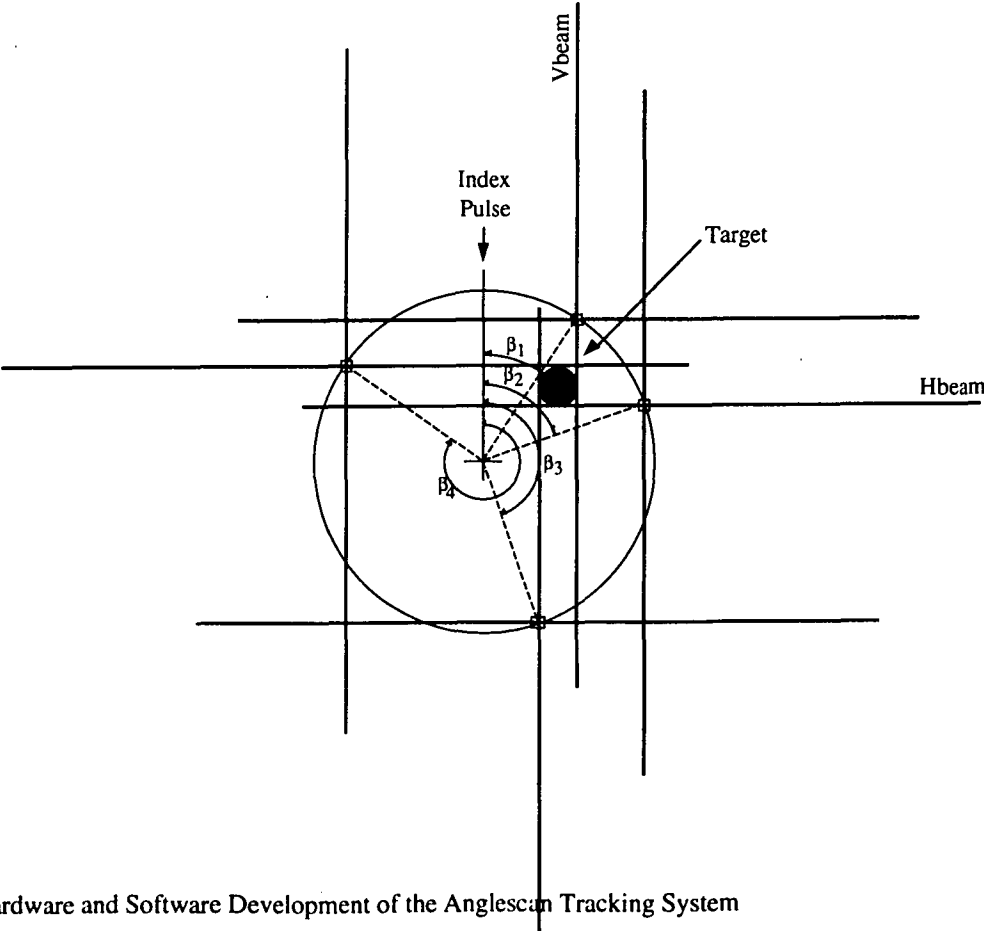 Vbeam
Index
Pulse
Target
β1
β2
Hbeam
β3
β4
ardware and Software Development of the Anglescan Tracking System